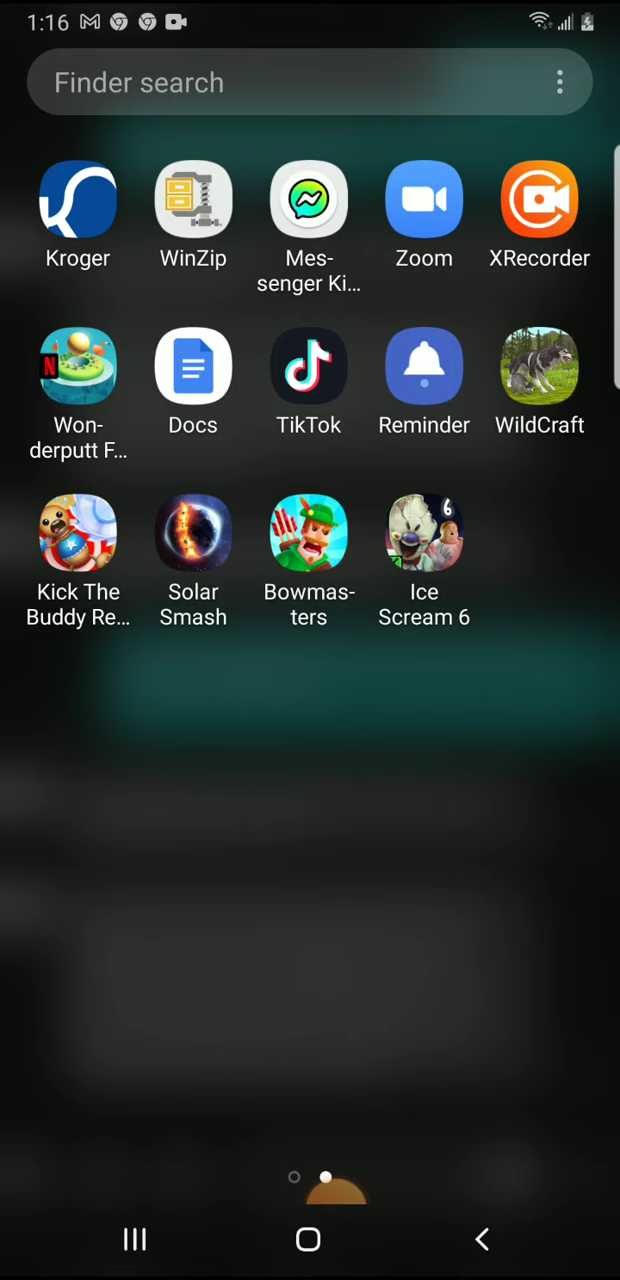 1:16
Finder search
Kroger
WinZip
Mes-
senger Ki...
Zoom
XRecorder
Won-
derputt F...
Docs
TikTok
Reminder
WildCraft
Kick The
Buddy Re...
Solar
Smash
Bowmas-
ters
Ice
Scream 6